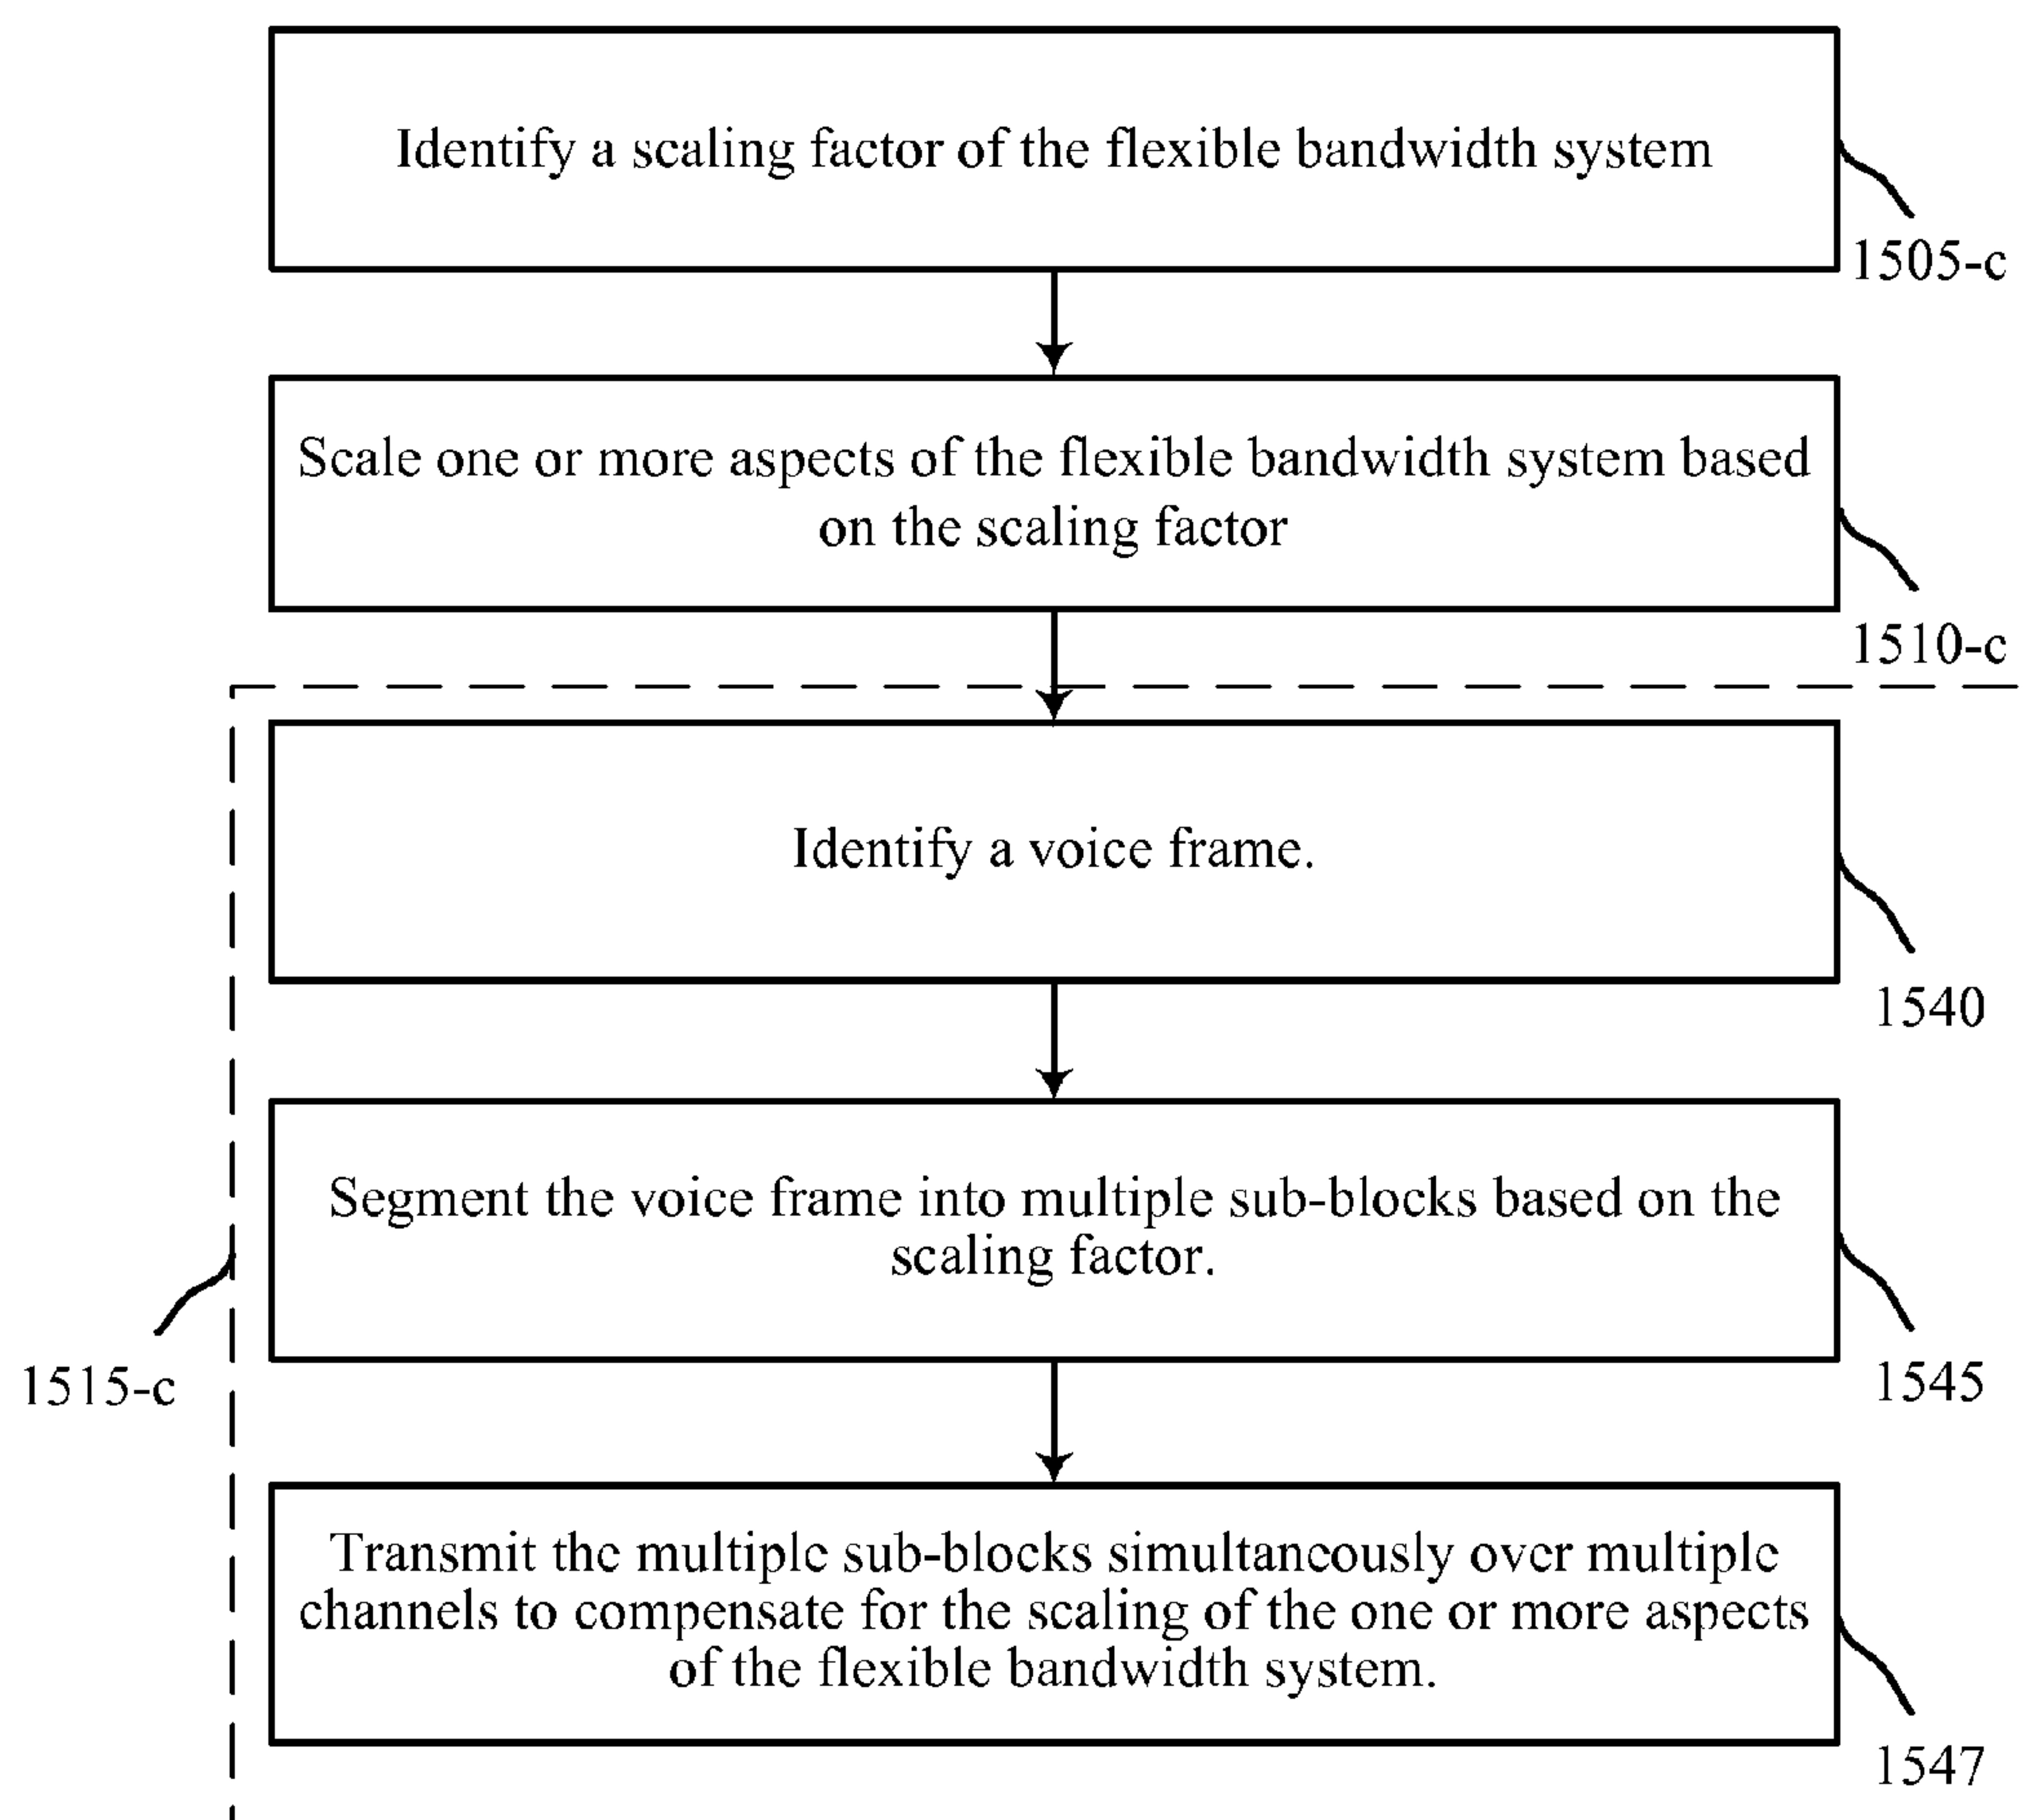 Identify a scaling factor of the flexible bandwidth system
1505-c
Scale one or more aspects of the flexible bandwidth system based
on the scaling factor
1510-c
Identify a voice frame.
1540
Segment the voice frame into multiple sub-blocks based on the
scaling factor.
1545
1515-c
Transmit the multiple sub-blocks simultaneously over multiple
channels to compensate for the scaling of the one or more aspects
of the flexible bandwidth system.
1547